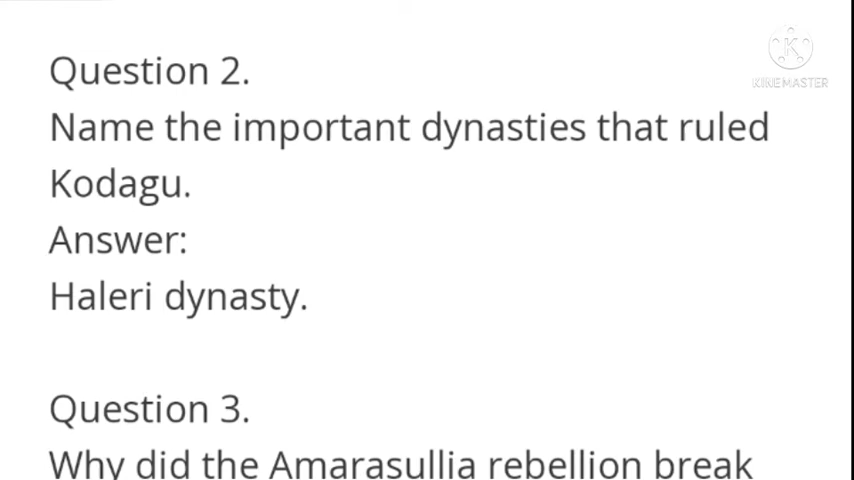 Question 2.
KINEMASTER
Name the important dynasties that ruled
Kodagu.
Answer:
Haleri dynasty.
Question 3.
Why did the Amarasullia rebellion break